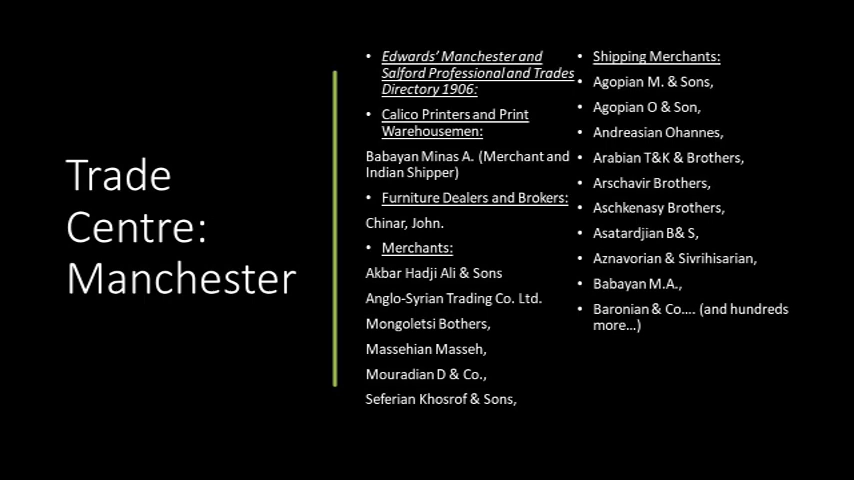 Trade
Centre:
Manchester
• Edwards’ Manchester and
Salford Professional and Trades
Directory 1906:
• Calico Printers and Print
Warehousemen:
Babayan Minas A. (Merchant and
Indian Shipper)
• Furniture Dealers and Brokers:
Chinar, John.
• Merchants:
Akbar Hadji Ali & Sons
Anglo-Syrian Trading Co. Ltd.
Mongoletsi Bothers,
Massehian Masseh,
Mouradian D & Co.,
Seferian Khosrof & Sons,
• Shipping Merchants:
• Agopian M. & Sons,
• Agopian O & Son,
• Andreasian Ohannes,
• Arabian T&K & Brothers,
• Arschavir Brothers,
• Aschkenasy Brothers,
• Asatardjian B& S,
• Aznavorian & Sivrihisarian,
• Babayan M.A.,
• Baronian & Co…. (and hundreds
more…)